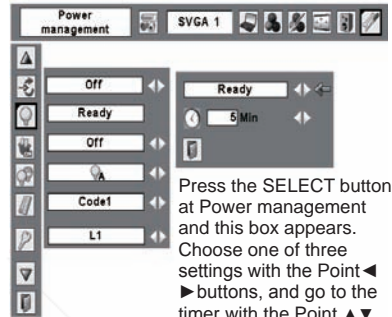 Power
management
SVGA 1
Off
Ready
Off
A
Code1
L1
Ready
5 Min
Press the SELECT button
at Power management
and this box appears.
Choose one of three
settings with the Point◄
►buttons, and go to the
timer with the Point ▲▼